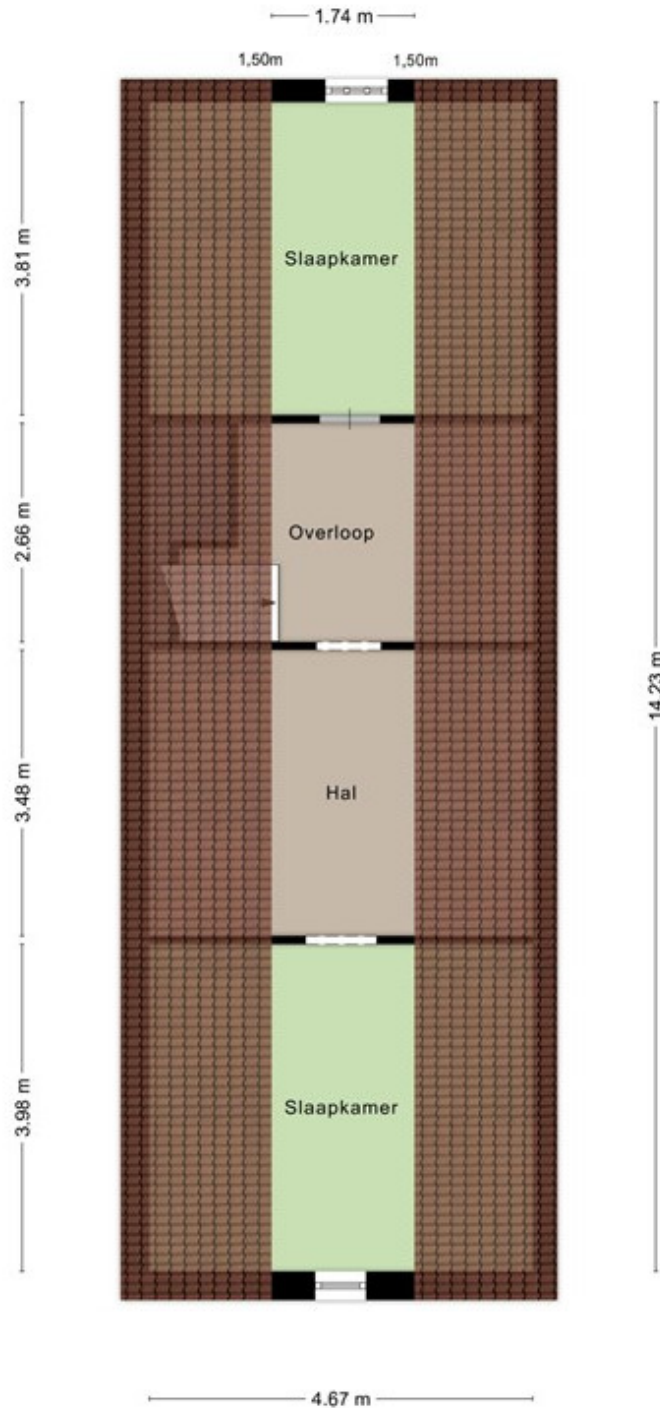 1.74 m
1,50m 1,50m
3.81 m
Slaapkamer
2.66 m
Overloop
14.23 m
3.48 m
Hal
3.98 m
Slaapkamer
4.67 m